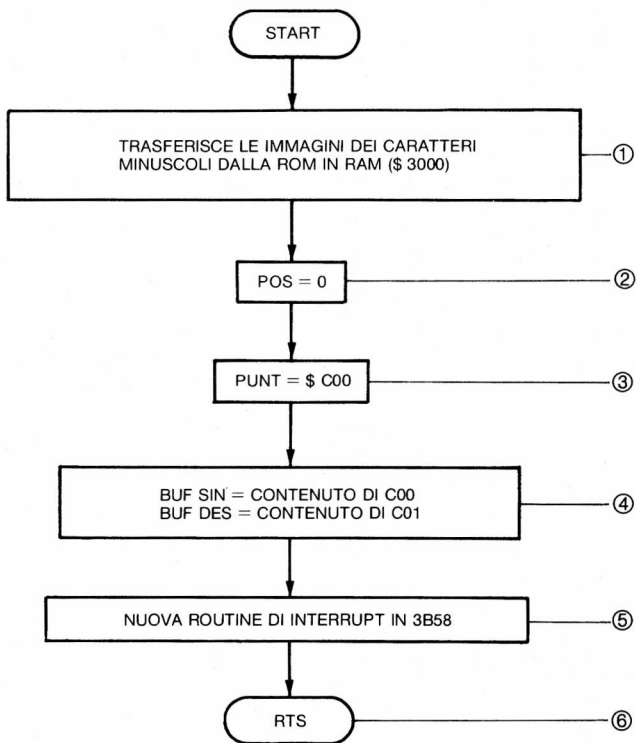 START
TRASFERISCE LE IMMAGINI DEI CARATTERI
MINUSCOLI DALLA ROM IN RAM ($ 3000)
①
POS = 0
②
PUNT = $ C00
③
BUF SIN = CONTENUTO DI C00
BUF DES = CONTENUTO DI C01
④
NUOVA ROUTINE DI INTERRUPT IN 3B58
⑤
RTS
⑥